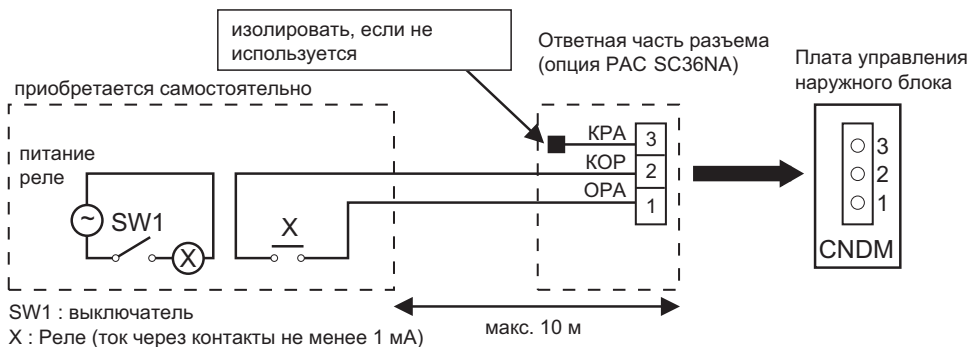 изолировать, если не
используется
Ответная часть разъема
(опция PAC SC36NA)
Плата управления
наружного блока
приобретается самостоятельно
питание
реле
~
SW1
X
X
КРА
КОР
ОРА
3
2
1
3
2
1
CNDM
макс. 10 м
SW1 : выключатель
X : Реле (ток через контакты не менее 1 мА)